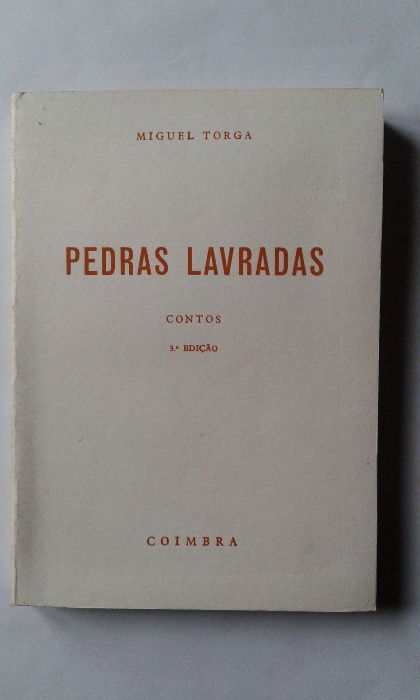 MIGUEL TORGA
PEDRAS LAVRADAS
CONTOS
3.ª EDIÇÃO
COIMBRA